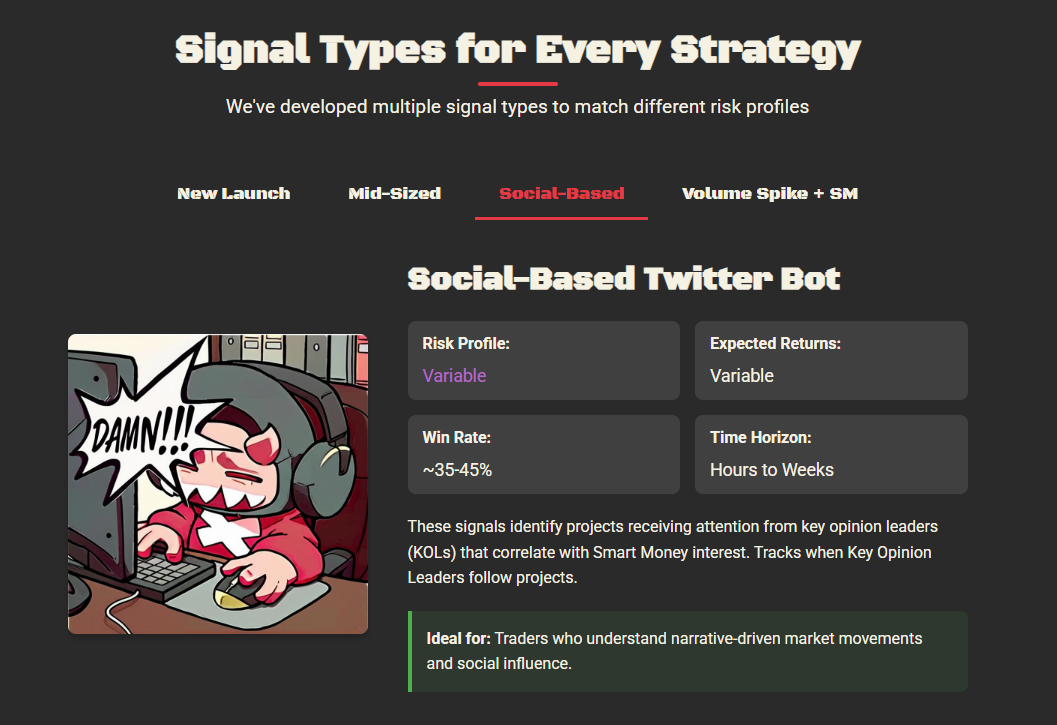 Signal Types for Every Strategy
We've developed multiple signal types to match different risk profiles
New Launch
Mid-Sized
Social-Based
Volume Spike + SM
Social-Based Twitter Bot
DAMN!!!
Risk Profile:
Variable
Expected Returns:
Variable
Win Rate:
~35-45%
Time Horizon:
Hours to Weeks
These signals identify projects receiving attention from key opinion leaders
(KOLs) that correlate with Smart Money interest. Tracks when Key Opinion
Leaders follow projects.
Ideal for: Traders who understand narrative-driven market movements
and social influence.